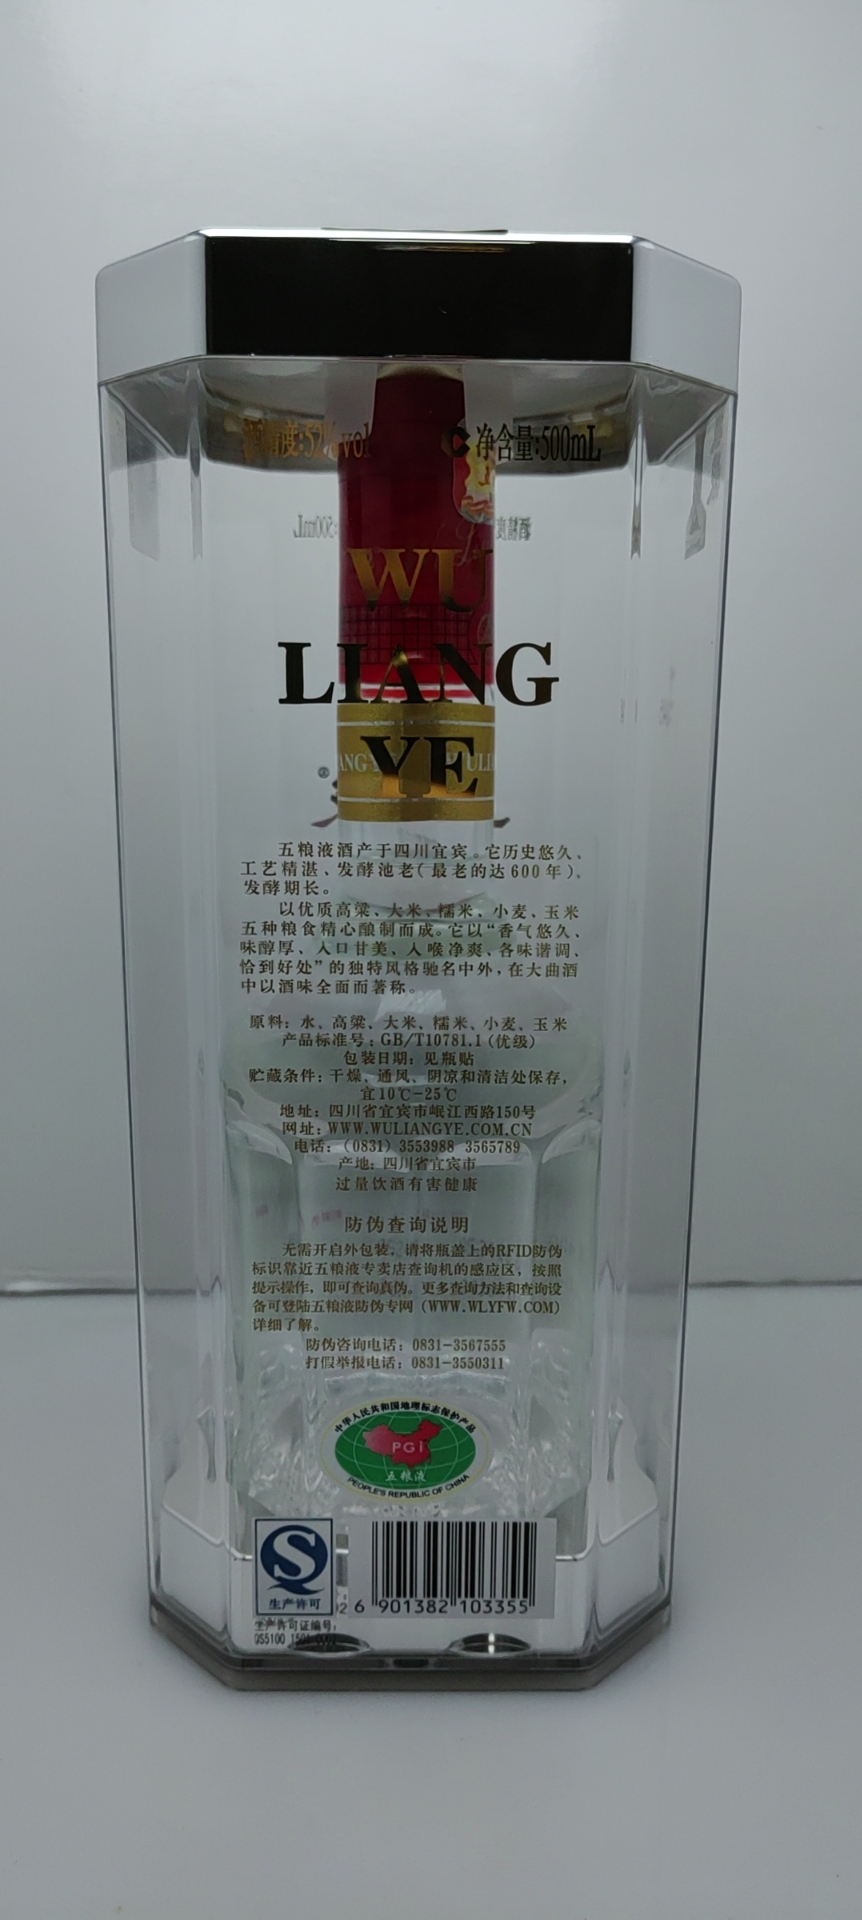 酒精度:52%vol
C 净含量:500mL
WU
LIANG
YE
五粮液酒产于四川宜宾。它历史悠久、
工艺精湛、发酵池老(最老的达600年)、
发酵期长。
以优质高粱、大米、糯米、小麦、玉米
五种粮食精心酿制而成。它以“香气悠久、
味醇厚、入口甘美、入喉净爽、各味谐调、
恰到好处”的独特风格驰名中外,在大曲酒
中以酒味全面而著称。
原料: 水、高粱、大米、糯米、小麦、玉米
产品标准号: GB/T10781.1 (优级)
包装日期: 见瓶贴
贮藏条件: 干燥、通风、阴凉和清洁处保存,
宜10℃-25℃
地址: 四川省宜宾市岷江西路150号
网址: WWW.WULIANGYE.COM.CN
电话: (0831) 3553988 3565789
产地: 四川省宜宾市
过量饮酒有害健康
防伪查询说明
无需开启外包装, 请将瓶盖上的RFID防伪
标识靠近五粮液专卖店查询机的感应区, 按照
提示操作, 即可查询真伪。更多查询方法和查询设
备可登陆五粮液防伪专网 (WWW.WLYFW.COM)
详细了解。
防伪咨询电话: 0831-3567555
打假举报电话: 0831-3550311
中华人民共和国地理标志保护产品
PGI
五粮液
PEOPLE'S REPUBLIC OF CHINA
生产许可
6 901382 103355
生产许可证编号:
QS5100